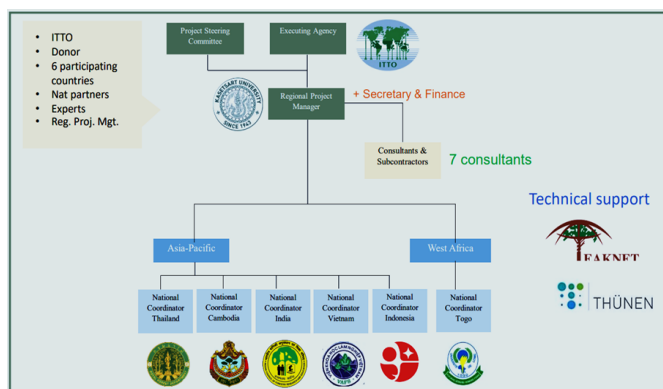 • ITTO
• Donor
• 6 participating
countries
• Nat partners
• Experts
• Reg. Proj. Mgt.
Project Steering
Committee
Executing Agency
ITTO
KASETSART UNIVERSITY
SINCE 1943
Regional Project
Manager
+ Secretary & Finance
Consultants &
Subcontractors
7 consultants
Technical support
TEAKNET
THÜNEN
Asia-Pacific
West Africa
National
Coordinator
Thailand
National
Coordinator
Cambodia
National
Coordinator
India
National
Coordinator
Vietnam
National
Coordinator
Indonesia
National
Coordinator
Togo